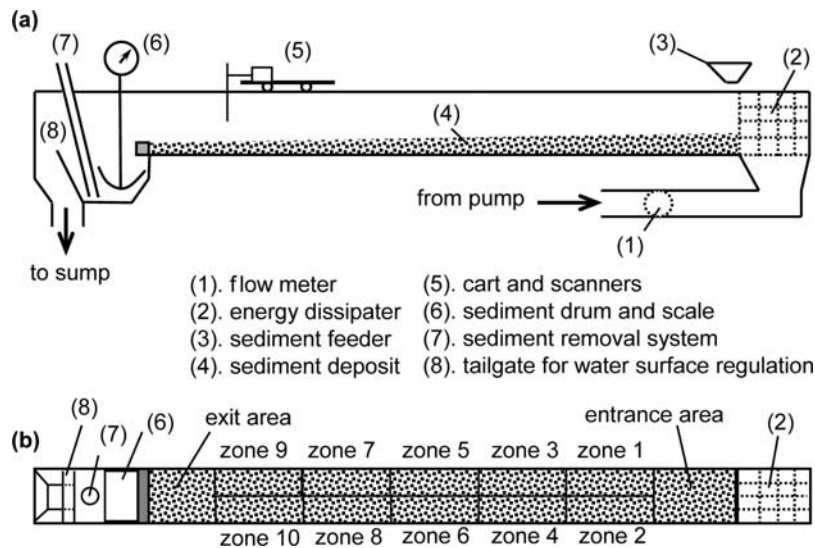 (a)
(7)
(6)
(5)
(3)
(2)
(8)
(4)
from pump
(1)
to sump
(1). flow meter
(2). energy dissipater
(3). sediment feeder
(4). sediment deposit
(5). cart and scanners
(6). sediment drum and scale
(7). sediment removal system
(8). tailgate for water surface regulation
(b)
(8)
(7)
(6)
exit area
entrance area
(2)
zone 9 zone 7 zone 5 zone 3 zone 1
zone 10 zone 8 zone 6 zone 4 zone 2